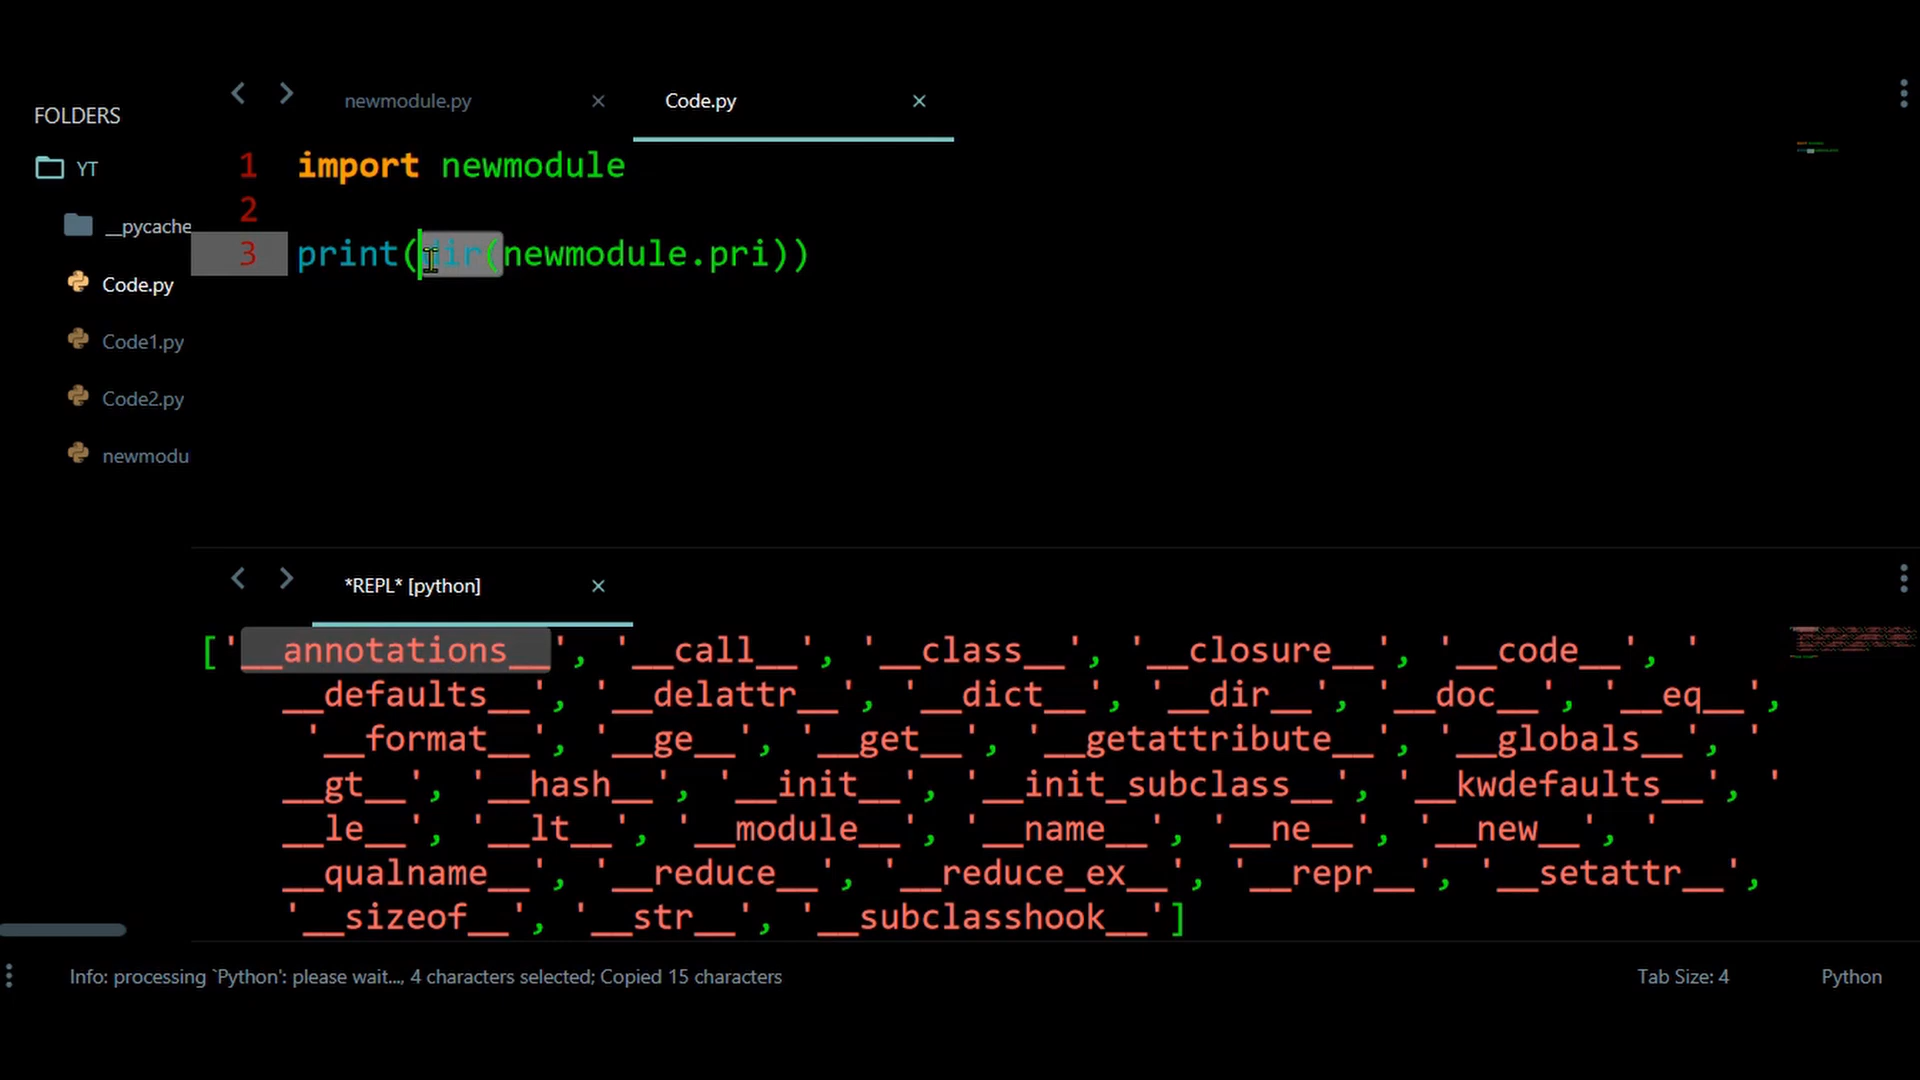 FOLDERS
YT
__pycache
Code.py
Code1.py
Code2.py
newmodu
newmodule.py
Code.py
1 import newmodule
2
3 print(dir(newmodule.pri))
*REPL* [python]
['__annotations__', '__call__', '__class__', '__closure__', '__code__', '
__defaults__', '__delattr__', '__dict__', '__dir__', '__doc__', '__eq__',
'__format__', '__ge__', '__get__', '__getattribute__', '__globals__', '
__gt__', '__hash__', '__init__', '__init_subclass__', '__kwdefaults__', '
__le__', '__lt__', '__module__', '__name__', '__ne__', '__new__', '
__qualname__', '__reduce__', '__reduce_ex__', '__repr__', '__setattr__',
'__sizeof__', '__str__', '__subclasshook__']
Info: processing `Python': please wait..., 4 characters selected; Copied 15 characters
Tab Size: 4
Python